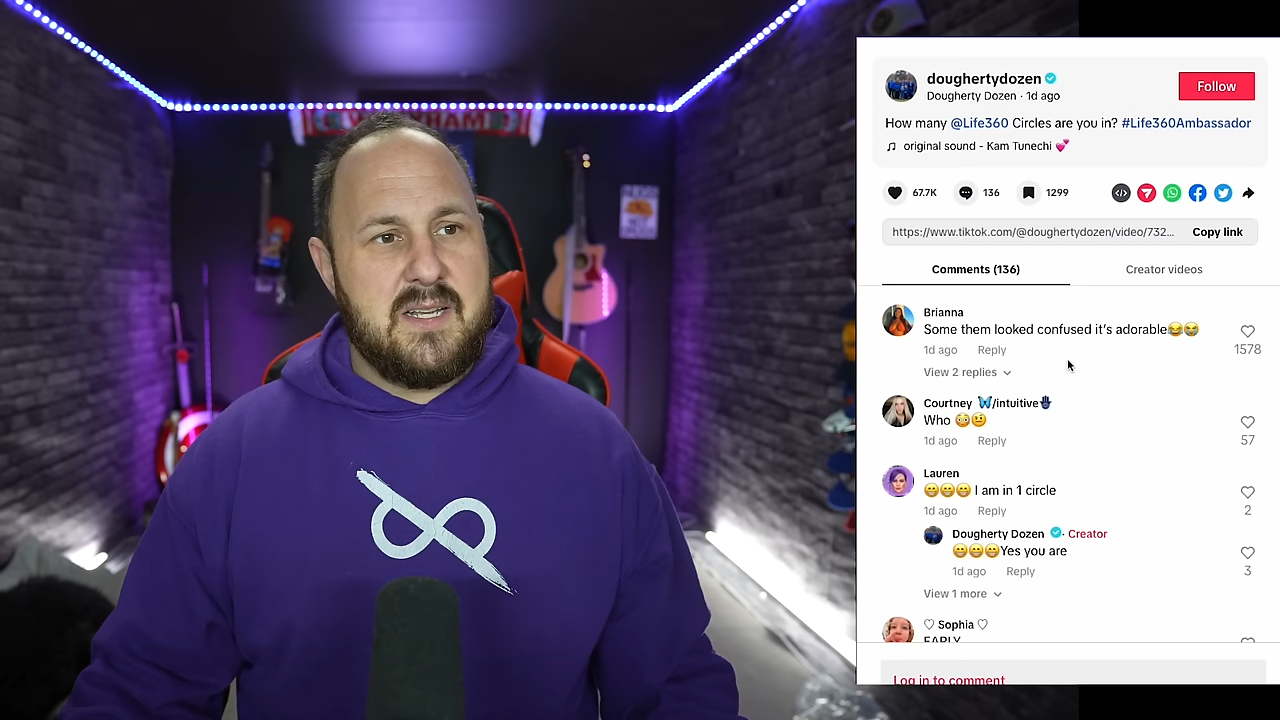 WREXHAM
doughertydozen
Follow
Dougherty Dozen · 1d ago
How many @Life360 Circles are you in? #Life360Ambassador
original sound - Kam Tunechi 💕
67.7K
136
1299
https://www.tiktok.com/@doughertydozen/video/732...
Copy link
Comments (136)
Creator videos
Brianna
Some them looked confused it's adorable😂😂
1d ago
Reply
1578
View 2 replies
Courtney 🦋/intuitive🪬
Who 😳🤨
1d ago
Reply
57
Lauren
😁😁😁 I am in 1 circle
1d ago
Reply
2
Dougherty Dozen · Creator
😀😀😀Yes you are
1d ago
Reply
3
View 1 more
♡ Sophia ♡
EARLY
Log in to comment